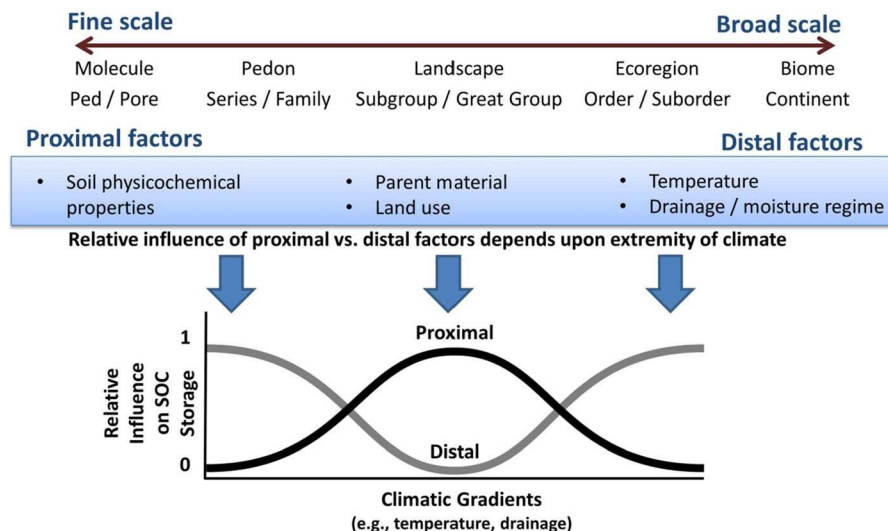 Fine scale
Broad scale
Molecule Pedon Landscape Ecoregion Biome
Ped / Pore Series / Family Subgroup / Great Group Order / Suborder Continent
Proximal factors
Distal factors
• Soil physicochemical
properties
• Parent material
• Land use
• Temperature
• Drainage / moisture regime
Relative influence of proximal vs. distal factors depends upon extremity of climate
Relative
Influence
on SOC
Storage
1
0
Proximal
Distal
Climatic Gradients
(e.g., temperature, drainage)